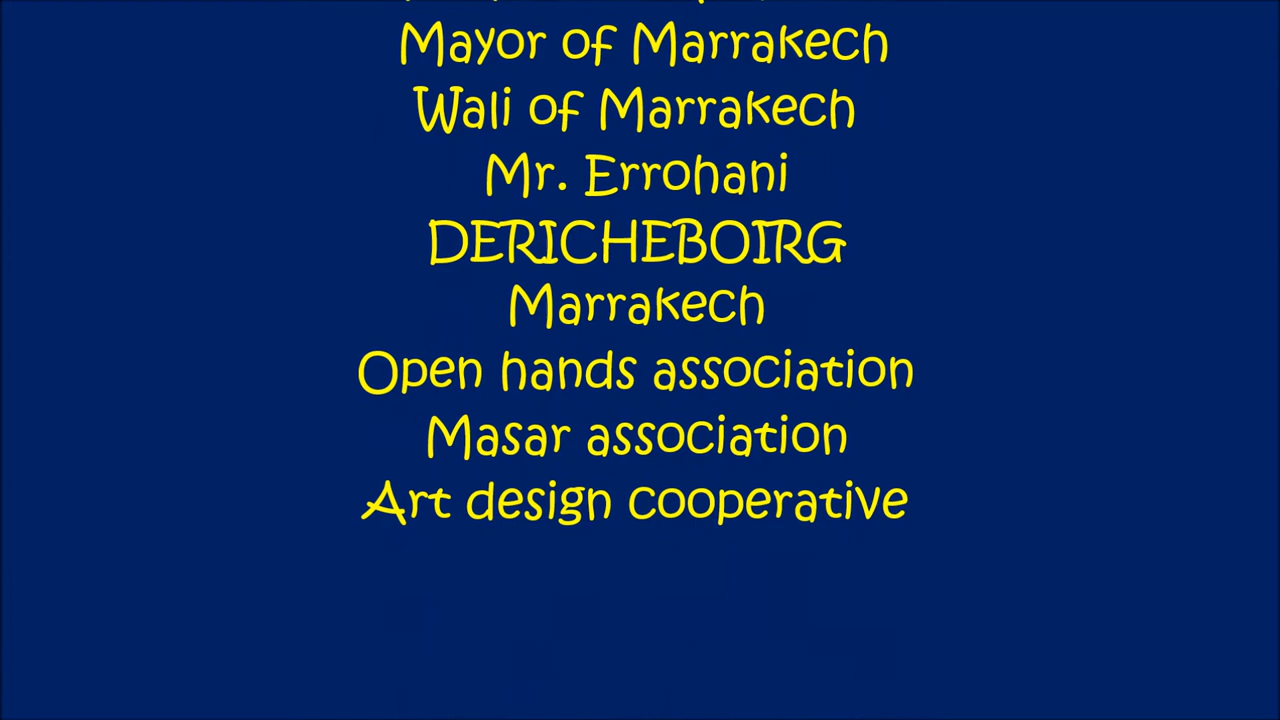 Mayor of Marrakech
Wali of Marrakech
Mr. Errohani
DERICHEBOIRG
Marrakech
Open hands association
Masar association
Art design cooperative